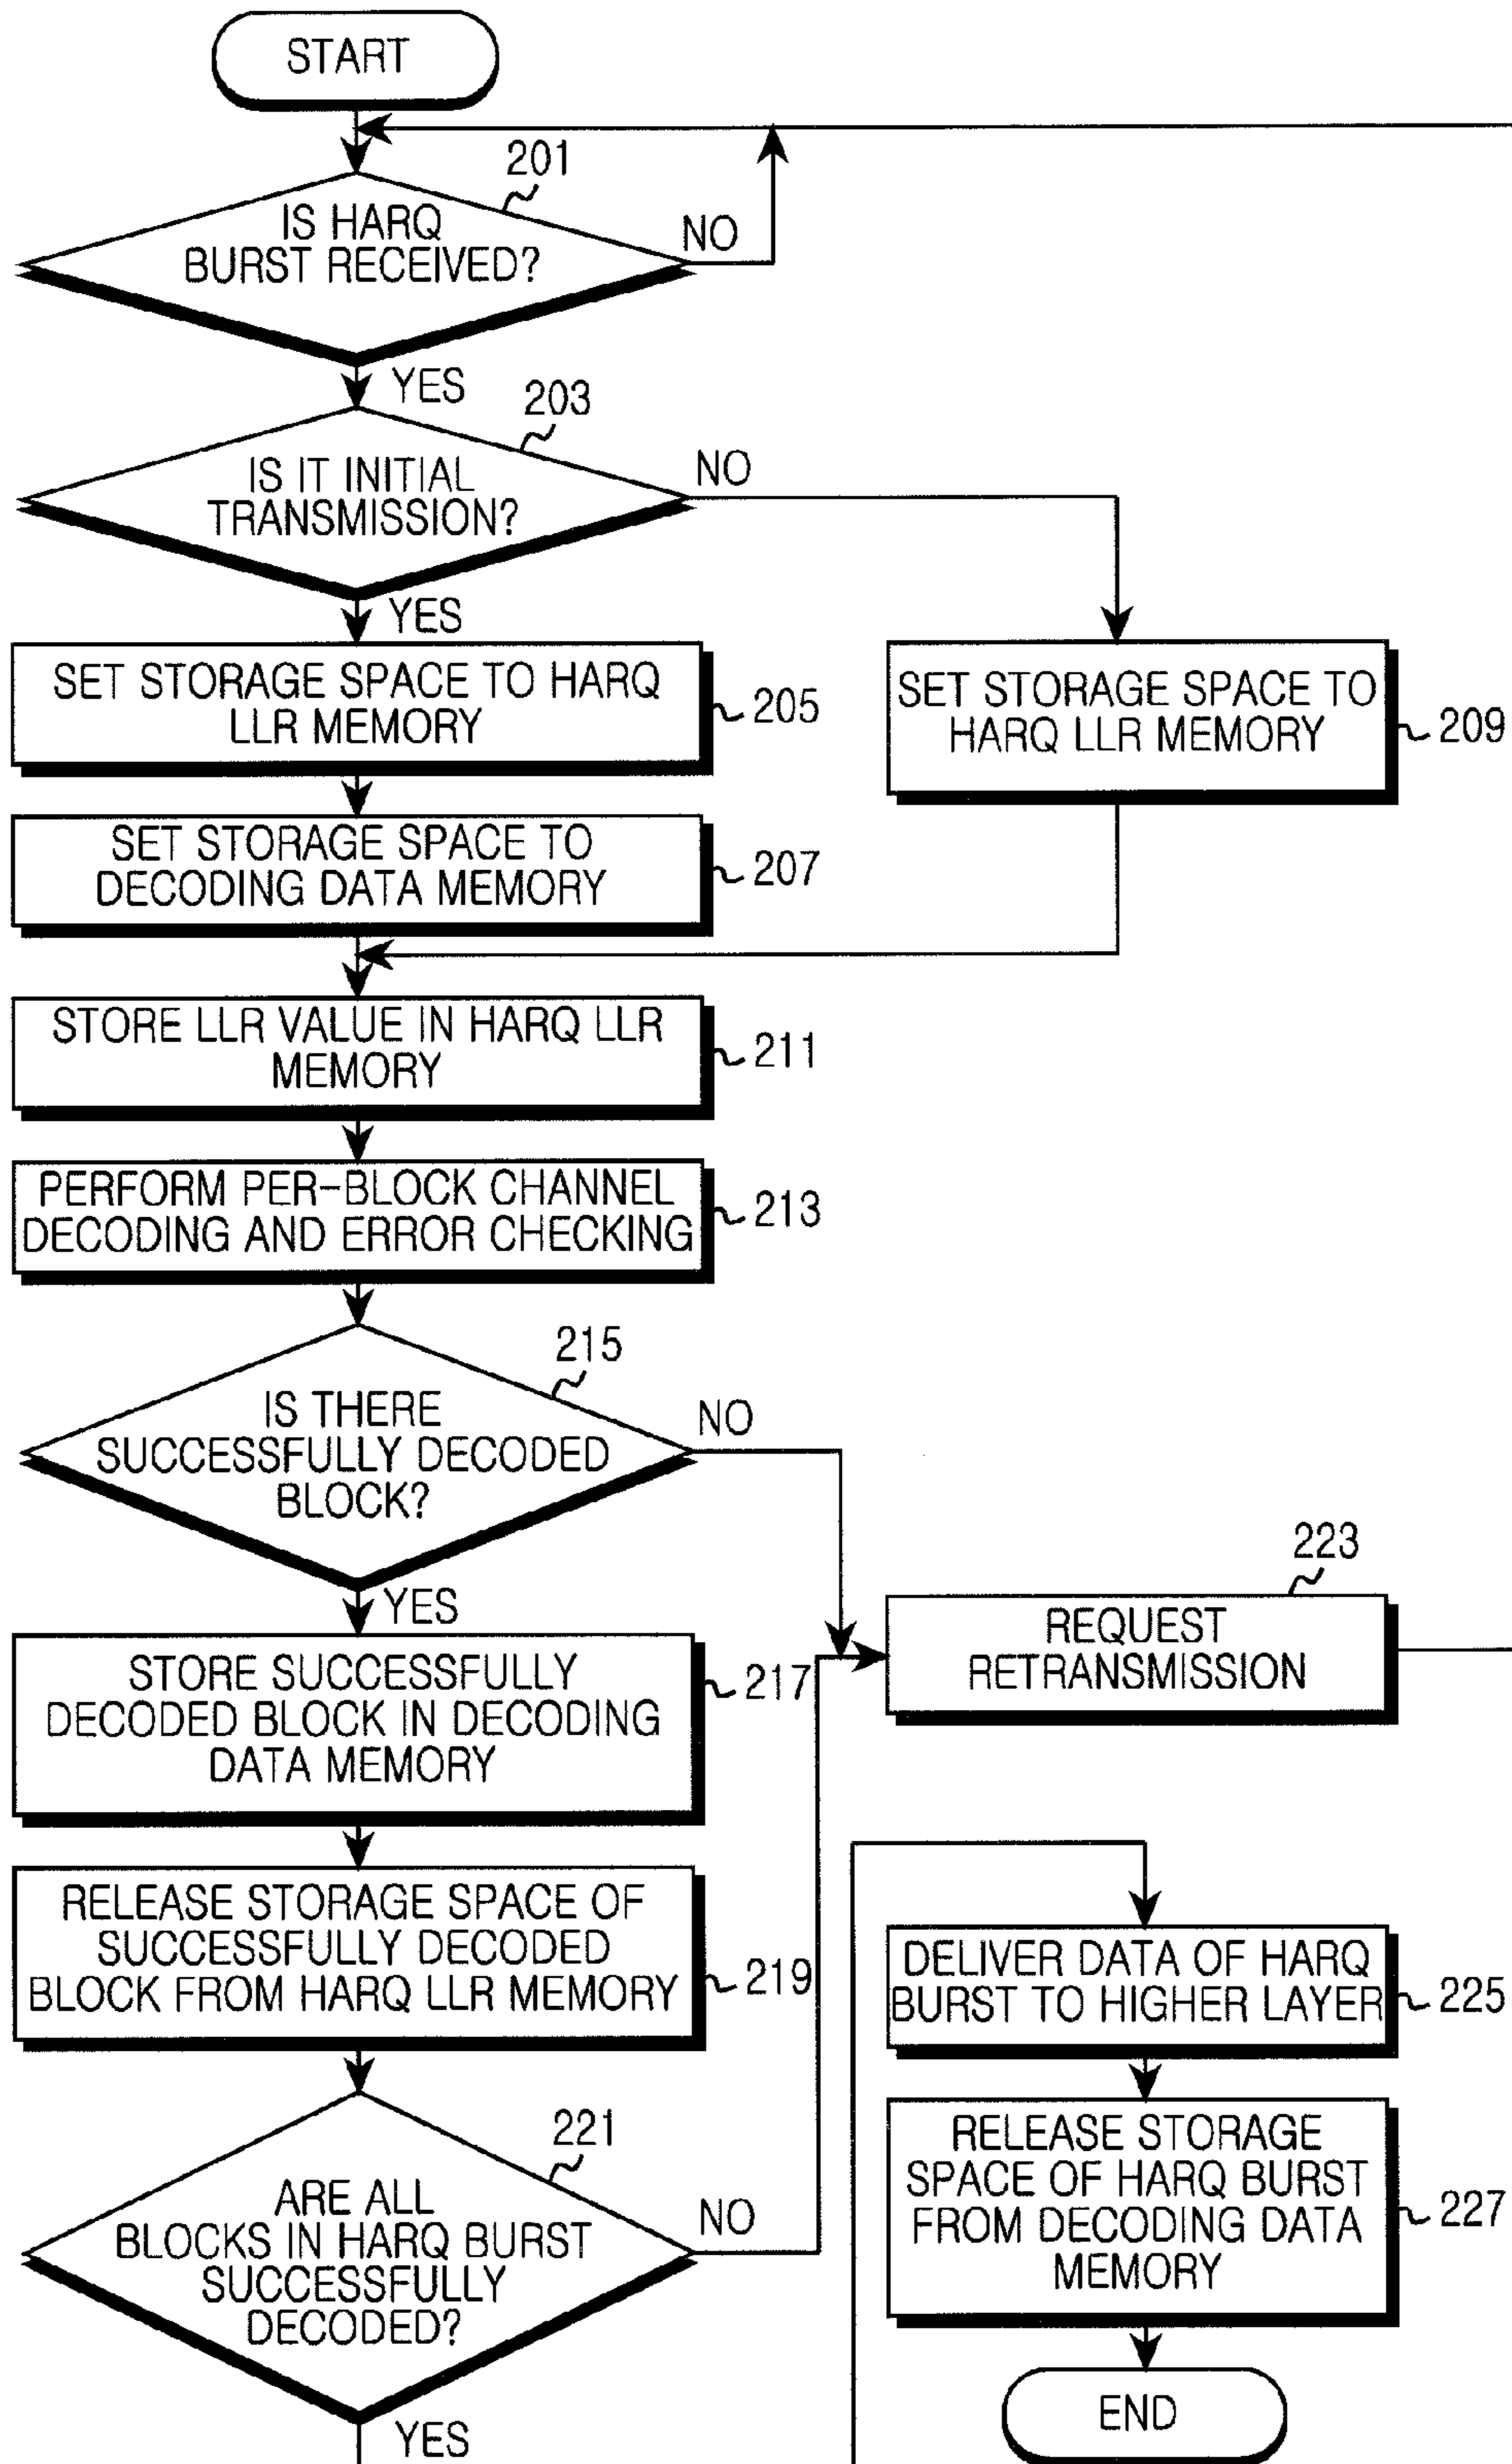 START
201
IS HARQ
BURST RECEIVED?
NO
YES
203
IS IT INITIAL
TRANSMISSION?
NO
YES
SET STORAGE SPACE TO HARQ
LLR MEMORY
205
SET STORAGE SPACE TO
HARQ LLR MEMORY
209
SET STORAGE SPACE TO
DECODING DATA MEMORY
207
STORE LLR VALUE IN HARQ LLR
MEMORY
211
PERFORM PER-BLOCK CHANNEL
DECODING AND ERROR CHECKING
213
215
IS THERE
SUCCESSFULLY DECODED
BLOCK?
NO
YES
223
REQUEST
RETRANSMISSION
STORE SUCCESSFULLY
DECODED BLOCK IN DECODING
DATA MEMORY
217
RELEASE STORAGE SPACE OF
SUCCESSFULLY DECODED
BLOCK FROM HARQ LLR MEMORY
219
DELIVER DATA OF HARQ
BURST TO HIGHER LAYER
225
221
ARE ALL
BLOCKS IN HARQ BURST
SUCCESSFULLY
DECODED?
NO
YES
RELEASE STORAGE
SPACE OF HARQ BURST
FROM DECODING DATA
MEMORY
227
END